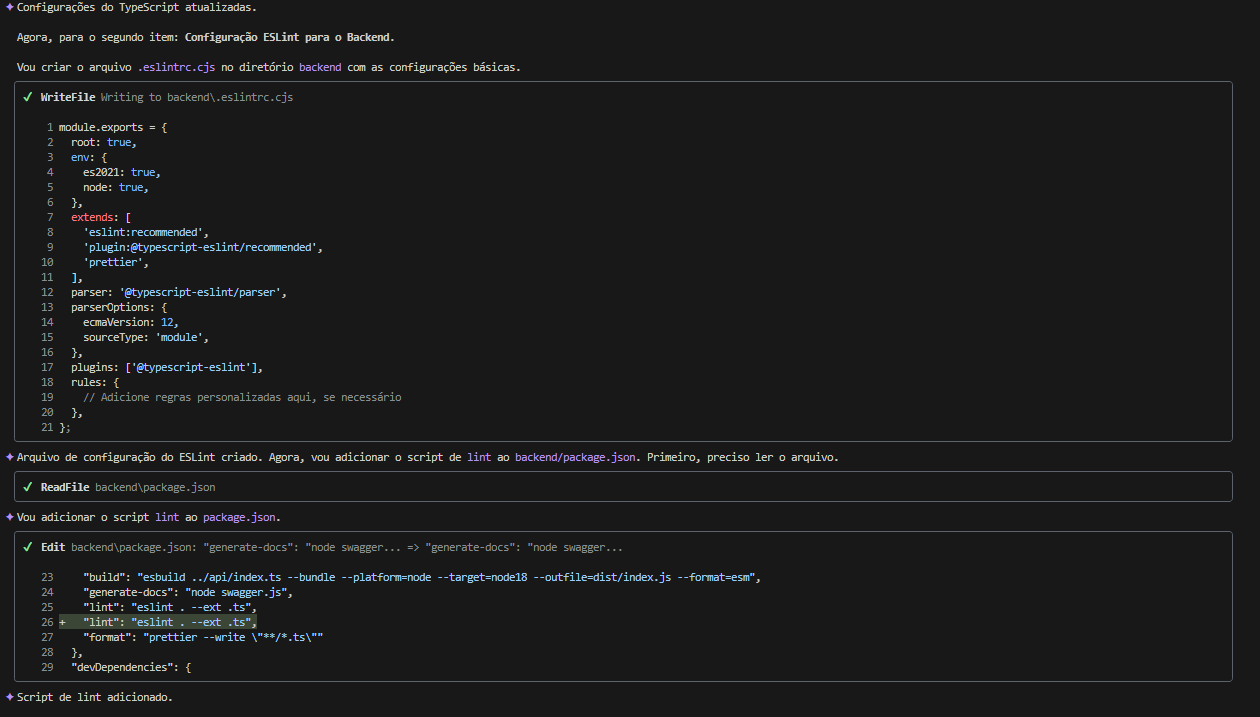 ✦ Configurações do TypeScript atualizadas.
Agora, para o segundo item: Configuração ESLint para o Backend.
Vou criar o arquivo .eslintrc.cjs no diretório backend com as configurações básicas.
✓ WriteFile Writing to backend\.eslintrc.cjs
1 module.exports = {
2   root: true,
3   env: {
4     es2021: true,
5     node: true,
6   },
7   extends: [
8     'eslint:recommended',
9     'plugin:@typescript-eslint/recommended',
10     'prettier',
11   ],
12   parser: '@typescript-eslint/parser',
13   parserOptions: {
14     ecmaVersion: 12,
15     sourceType: 'module',
16   },
17   plugins: ['@typescript-eslint'],
18   rules: {
19     // Adicione regras personalizadas aqui, se necessário
20   },
21 };
✦ Arquivo de configuração do ESLint criado. Agora, vou adicionar o script de lint ao backend/package.json. Primeiro, preciso ler o arquivo.
✓ ReadFile backend\package.json
✦ Vou adicionar o script lint ao package.json.
✓ Edit backend\package.json: "generate-docs": "node swagger... => "generate-docs": "node swagger...
23     "build": "esbuild ../api/index.ts --bundle --platform=node --target=node18 --outfile=dist/index.js --format=esm",
24     "generate-docs": "node swagger.js",
25     "lint": "eslint . --ext .ts",
26 +   "lint": "eslint . --ext .ts",
27     "format": "prettier --write \"**/*.ts\""
28   },
29   "devDependencies": {
✦ Script de lint adicionado.